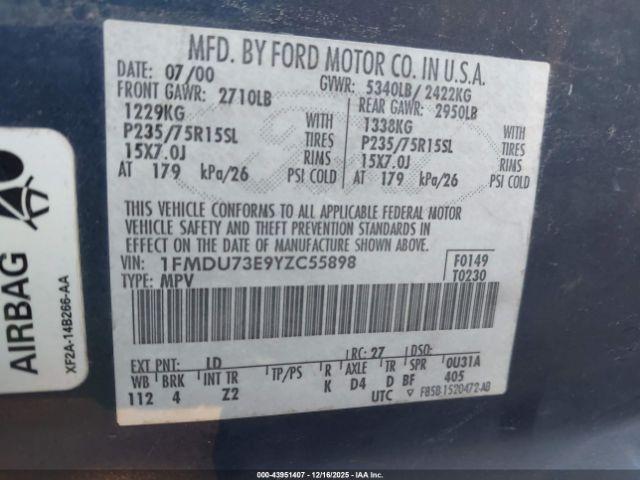 MFD. BY FORD MOTOR CO. IN U.S.A.
DATE: 07/00 GVWR: 5340LB/2422KG
FRONT GAWR: 2710LB REAR GAWR: 2950LB
1229KG WITH 1338KG WITH
P235/75R15SL TIRES P235/75R15SL TIRES
15X7.0J RIMS 15X7.0J RIMS
AT 179 kPa/26 PSI COLD AT 179 kPa/26 PSI COLD
THIS VEHICLE CONFORMS TO ALL APPLICABLE FEDERAL MOTOR
VEHICLE SAFETY AND THEFT PREVENTION STANDARDS IN
EFFECT ON THE DATE OF MANUFACTURE SHOWN ABOVE.
VIN: 1FMDU73E9YZC55898 F0149
TYPE: MPV T0230
EXT PNT: LD RC: 27 DSO:
WB BRK INT TR TP/PS R AXLE TR SPR 0U31A
112 4 Z2 K D4 D BF 405
UTC F85B-1520472-AB
AIRBAG
XF2A-14B266-AA
000-43951407 - 12/16/2025 - IAAI.COM